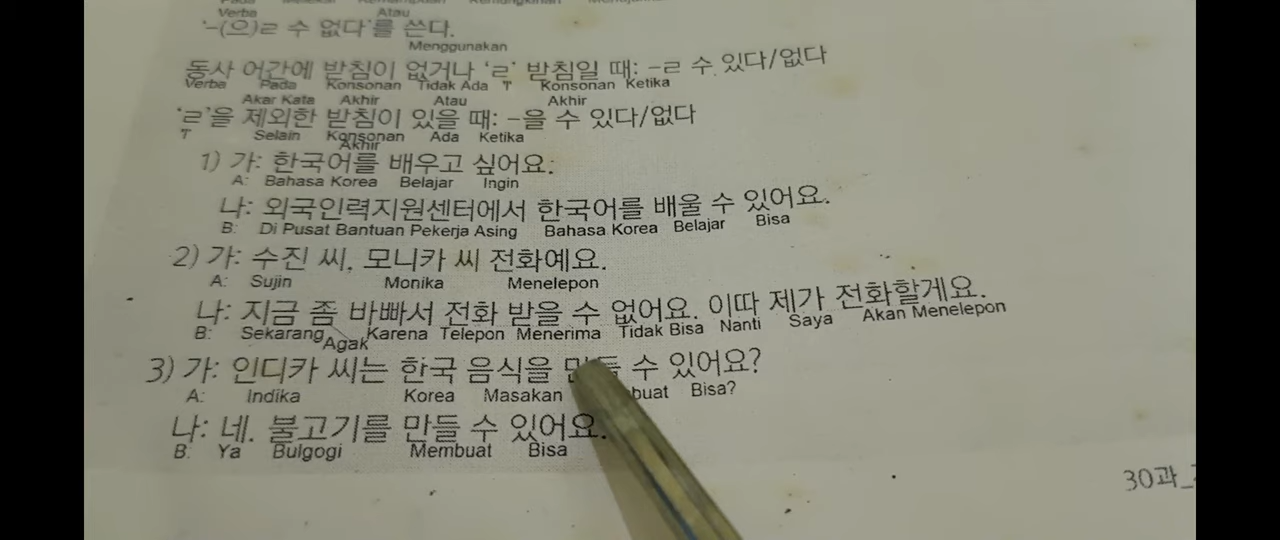 Verba Atau
'-(으)ㄹ 수 없다'를 쓴다.
Menggunakan
동사 어간에 받침이 없거나 'ㄹ' 받침일 때: -ㄹ 수 있다/없다
Verba Pada Konsonan Tidak Ada 'l' Konsonan Ketika
Akar Kata Akhir Atau Akhir
'ㄹ'을 제외한 받침이 있을 때: -을 수 있다/없다
'l' Selain Konsonan Ada Ketika
Akhir
1) 가: 한국어를 배우고 싶어요.
A: Bahasa Korea Belajar Ingin
나: 외국인력지원센터에서 한국어를 배울 수 있어요.
B: Di Pusat Bantuan Pekerja Asing Bahasa Korea Belajar Bisa
2) 가: 수진 씨, 모니카 씨 전화예요.
A: Sujin Monika Menelepon
나: 지금 좀 바빠서 전화 받을 수 없어요. 이따 제가 전화할게요.
B: Sekarang Karena Telepon Menerima Tidak Bisa Nanti Saya Akan Menelepon
Agak
3) 가: 인디카 씨는 한국 음식을 만들 수 있어요?
A: Indika Korea Masakan buat Bisa?
나: 네. 불고기를 만들 수 있어요.
B: Ya Bulgogi Membuat Bisa
30과_